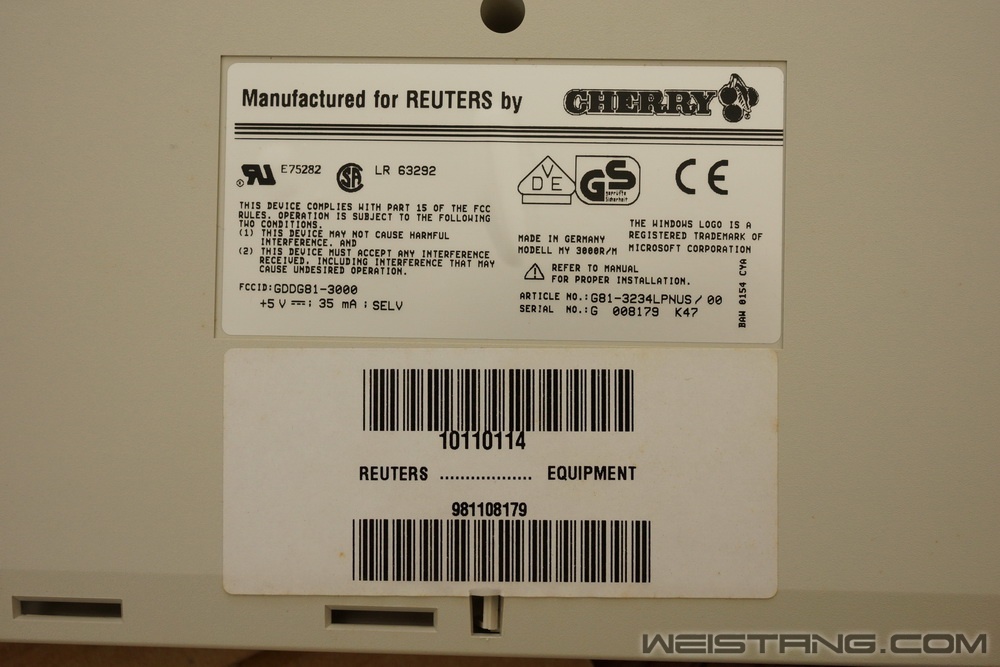 Manufactured for REUTERS by
CHERRY
E75282
LR 63292
VDE
GS
geprüfte
Sicherheit
CE
THIS DEVICE COMPLIES WITH PART 15 OF THE FCC
RULES. OPERATION IS SUBJECT TO THE FOLLOWING
TWO CONDITIONS.
(1) THIS DEVICE MAY NOT CAUSE HARMFUL
INTERFERENCE. AND
(2) THIS DEVICE MUST ACCEPT ANY INTERFERENCE
RECEIVED, INCLUDING INTERFERENCE THAT MAY
CAUSE UNDESIRED OPERATION.
FCCID:GDDG81-3000
+5 V ⎓: 35 mA ; SELV
MADE IN GERMANY
MODELL MY 3000R/M
THE WINDOWS LOGO IS A
REGISTERED TRADEMARK OF
MICROSOFT CORPORATION
REFER TO MANUAL
FOR PROPER INSTALLATION.
ARTICLE NO.:G81-3234LPNUS/00
SERIAL NO.:G 008179 K47
BAW 0154 CYA
10110114
REUTERS .................. EQUIPMENT
981108179
WEISTANG.COM